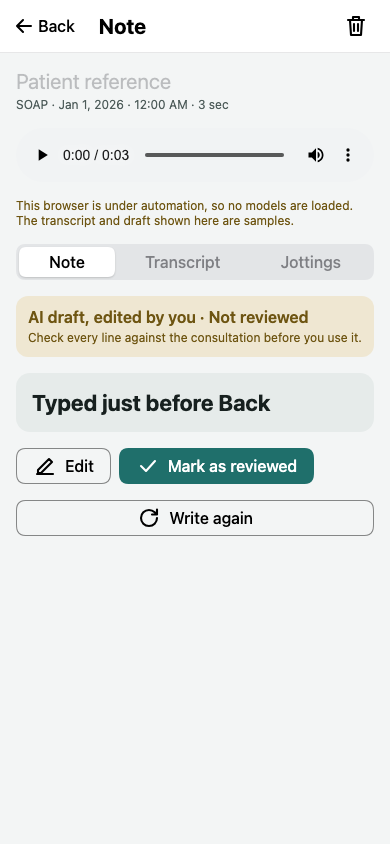 Back Note
Patient reference
SOAP · Jan 1, 2026 · 12:00 AM · 3 sec
0:00 / 0:03
This browser is under automation, so no models are loaded.
The transcript and draft shown here are samples.
Note Transcript Jottings
AI draft, edited by you · Not reviewed
Check every line against the consultation before you use it.
Typed just before Back
Edit Mark as reviewed
Write again